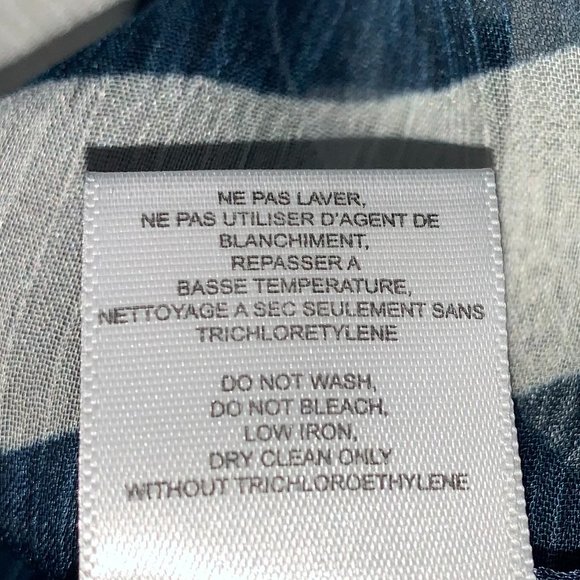 NE PAS LAVER,
NE PAS UTILISER D'AGENT DE
BLANCHIMENT,
REPASSER A
BASSE TEMPERATURE,
NETTOYAGE A SEC SEULEMENT SANS
TRICHLORETYLENE
DO NOT WASH,
DO NOT BLEACH,
LOW IRON,
DRY CLEAN ONLY
WITHOUT TRICHLOROETHYLENE